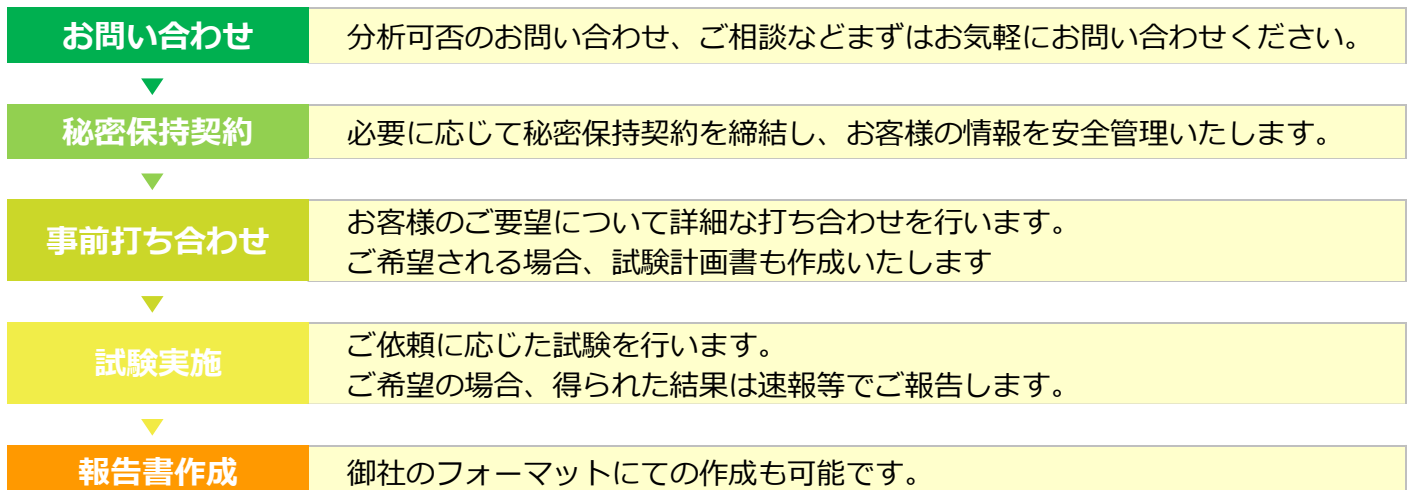 お問い合わせ
分析可否のお問い合わせ、ご相談などまずはお気軽にお問い合わせください。
秘密保持契約
必要に応じて秘密保持契約を締結し、お客様の情報を安全管理いたします。
事前打ち合わせ
お客様のご要望について詳細な打ち合わせを行います。
ご希望される場合、試験計画書も作成いたします
試験実施
ご依頼に応じた試験を行います。
ご希望の場合、得られた結果は速報等でご報告します。
報告書作成
御社のフォーマットにての作成も可能です。